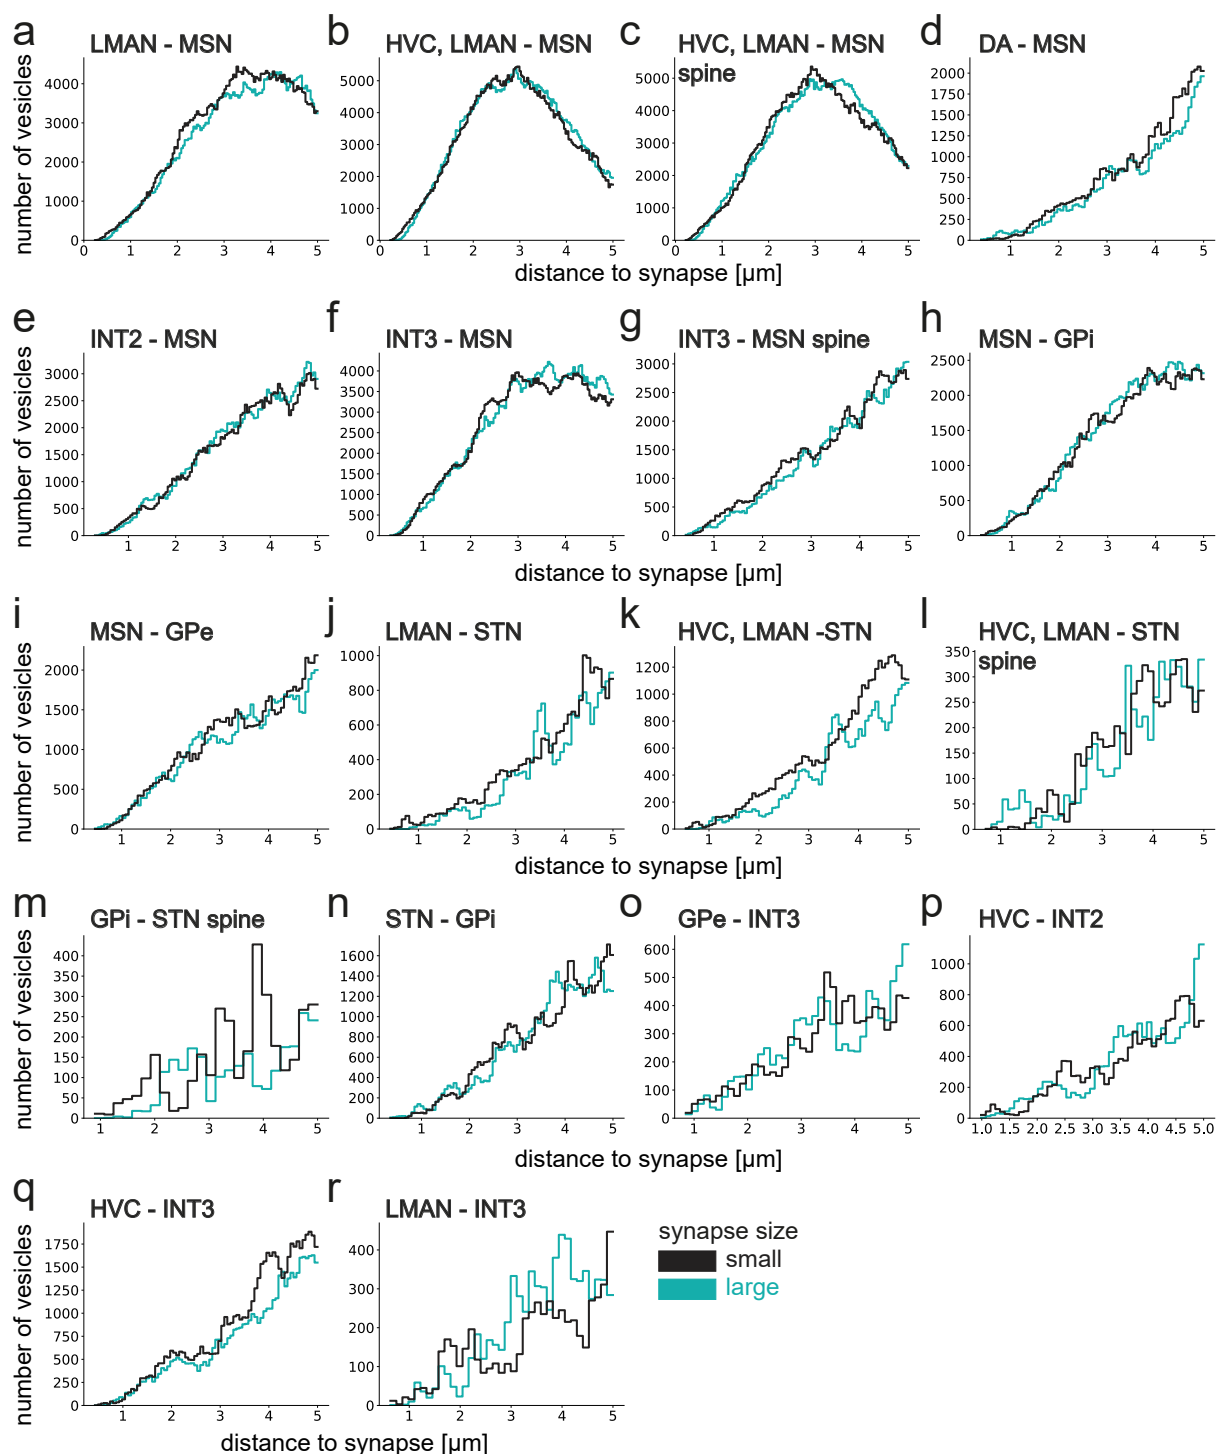 a LMAN - MSN
b HVC, LMAN - MSN
c HVC, LMAN - MSN
spine
d DA - MSN
number of vesicles
4000
3000
2000
1000
0
0 1 2 3 4 5
5000
4000
3000
2000
1000
0
0 1 2 3 4 5
5000
4000
3000
2000
1000
0
0 1 2 3 4 5
2000
1750
1500
1250
1000
750
500
250
0
1 2 3 4 5
distance to synapse [µm]
e INT2 - MSN
f INT3 - MSN
g INT3 - MSN spine
h MSN - GPi
number of vesicles
3000
2500
2000
1500
1000
500
0
1 2 3 4 5
4000
3500
3000
2500
2000
1500
1000
500
0
1 2 3 4 5
3000
2500
2000
1500
1000
500
0
1 2 3 4 5
2500
2000
1500
1000
500
0
1 2 3 4 5
distance to synapse [µm]
i MSN - GPe
j LMAN - STN
k HVC, LMAN -STN
l HVC, LMAN - STN
spine
number of vesicles
2000
1500
1000
500
0
1 2 3 4 5
1000
800
600
400
200
0
1 2 3 4 5
1200
1000
800
600
400
200
0
1 2 3 4 5
350
300
250
200
150
100
50
0
1 2 3 4 5
distance to synapse [µm]
m GPi - STN spine
n STN - GPi
o GPe - INT3
p HVC - INT2
number of vesicles
400
350
300
250
200
150
100
50
0
1 2 3 4 5
1600
1400
1200
1000
800
600
400
200
0
1 2 3 4 5
600
500
400
300
200
100
0
1 2 3 4 5
1000
800
600
400
200
0
1.0 1.5 2.0 2.5 3.0 3.5 4.0 4.5 5.0
distance to synapse [µm]
q HVC - INT3
r LMAN - INT3
number of vesicles
1750
1500
1250
1000
750
500
250
0
1 2 3 4 5
400
300
200
100
0
1 2 3 4 5
synapse size
small
large
distance to synapse [µm]